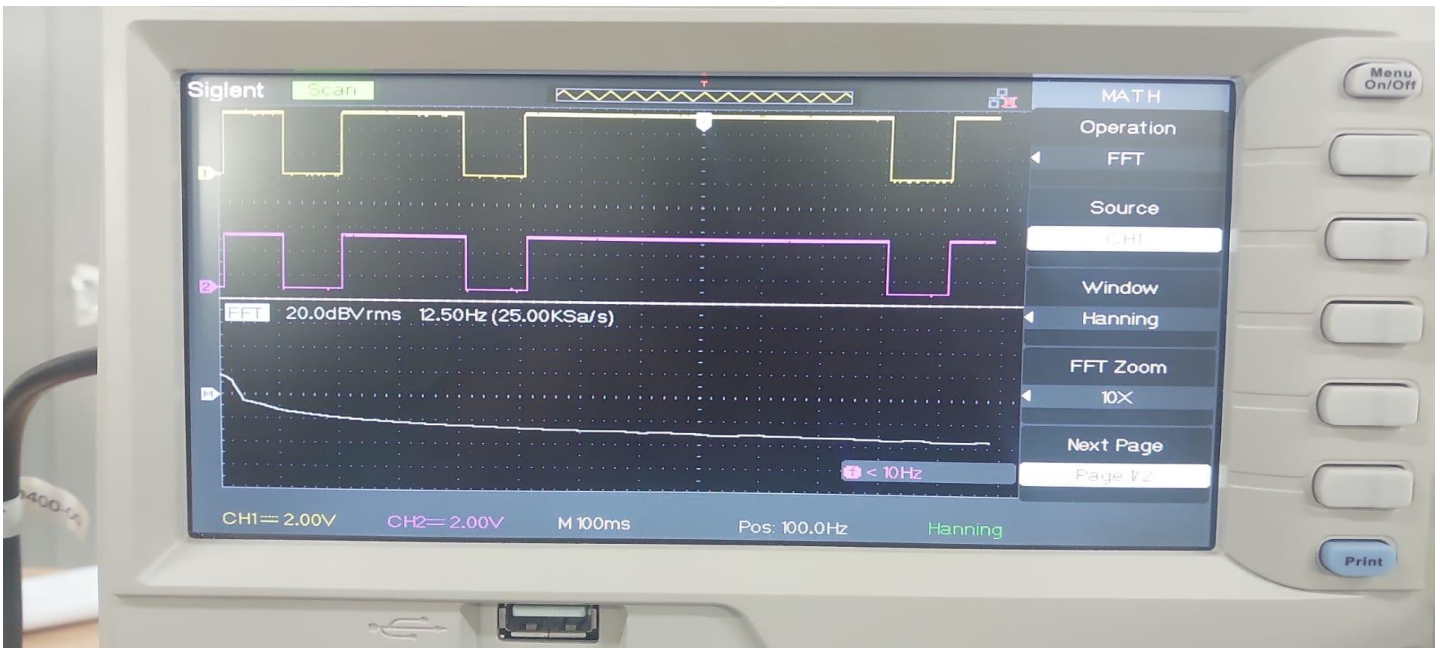 Siglent Scan
T
MATH
Operation
FFT
Source
CH1
Window
Hanning
FFT Zoom
10X
Next Page
Page 1/2
1
2
FFT 20.0dBVrms 12.50Hz (25.00KSa/s)
M
T < 10Hz
CH1 2.00V CH2 2.00V M 100ms Pos: 100.0Hz Hanning
Menu
On/Off
Print